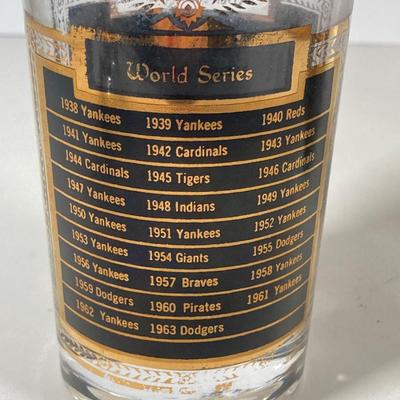 World Series
1938 Yankees 1939 Yankees 1940 Reds
1941 Yankees 1942 Cardinals 1943 Yankees
1944 Cardinals 1945 Tigers 1946 Cardinals
1947 Yankees 1948 Indians 1949 Yankees
1950 Yankees 1951 Yankees 1952 Yankees
1953 Yankees 1954 Giants 1955 Dodgers
1956 Yankees 1957 Braves 1958 Yankees
1959 Dodgers 1960 Pirates 1961 Yankees
1962 Yankees 1963 Dodgers